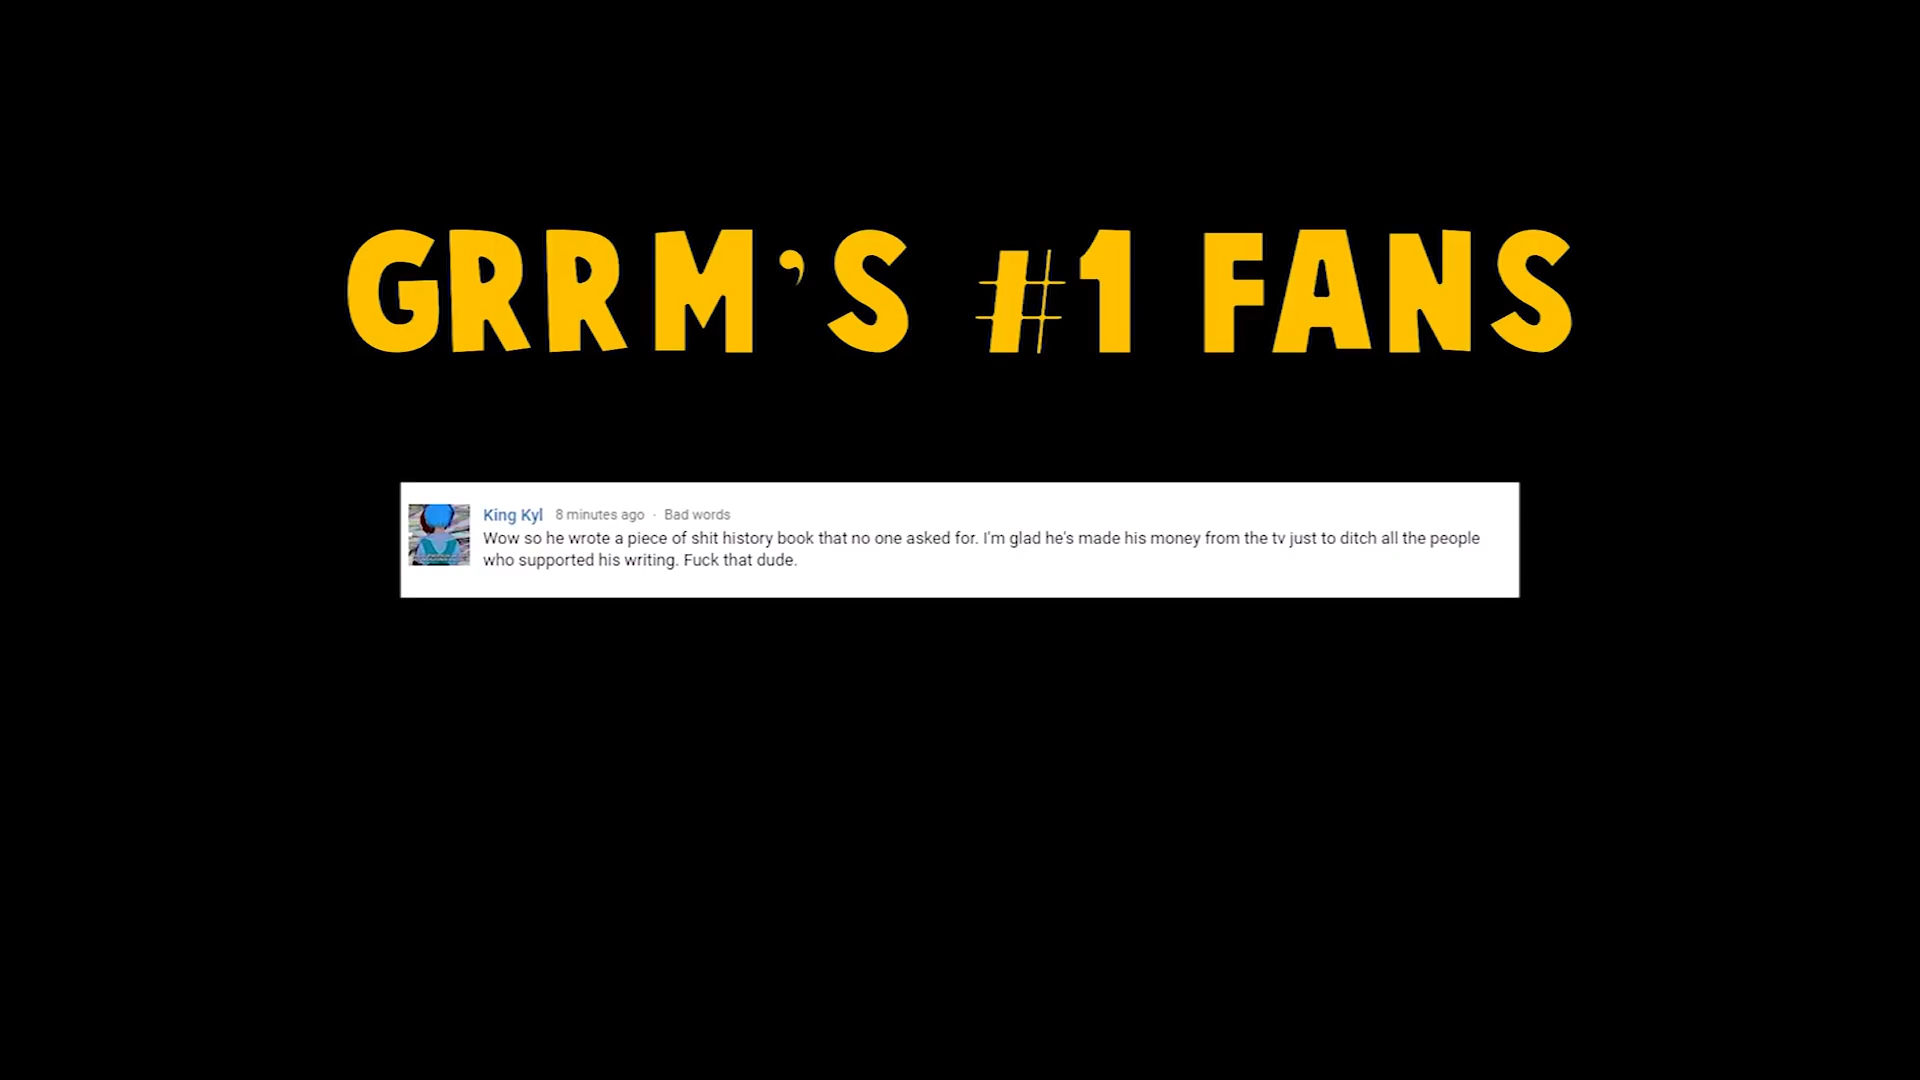 GRRM’S #1 FANS
King Kyl 8 minutes ago · Bad words
Wow so he wrote a piece of shit history book that no one asked for. I'm glad he's made his money from the tv just to ditch all the people
who supported his writing. Fuck that dude.